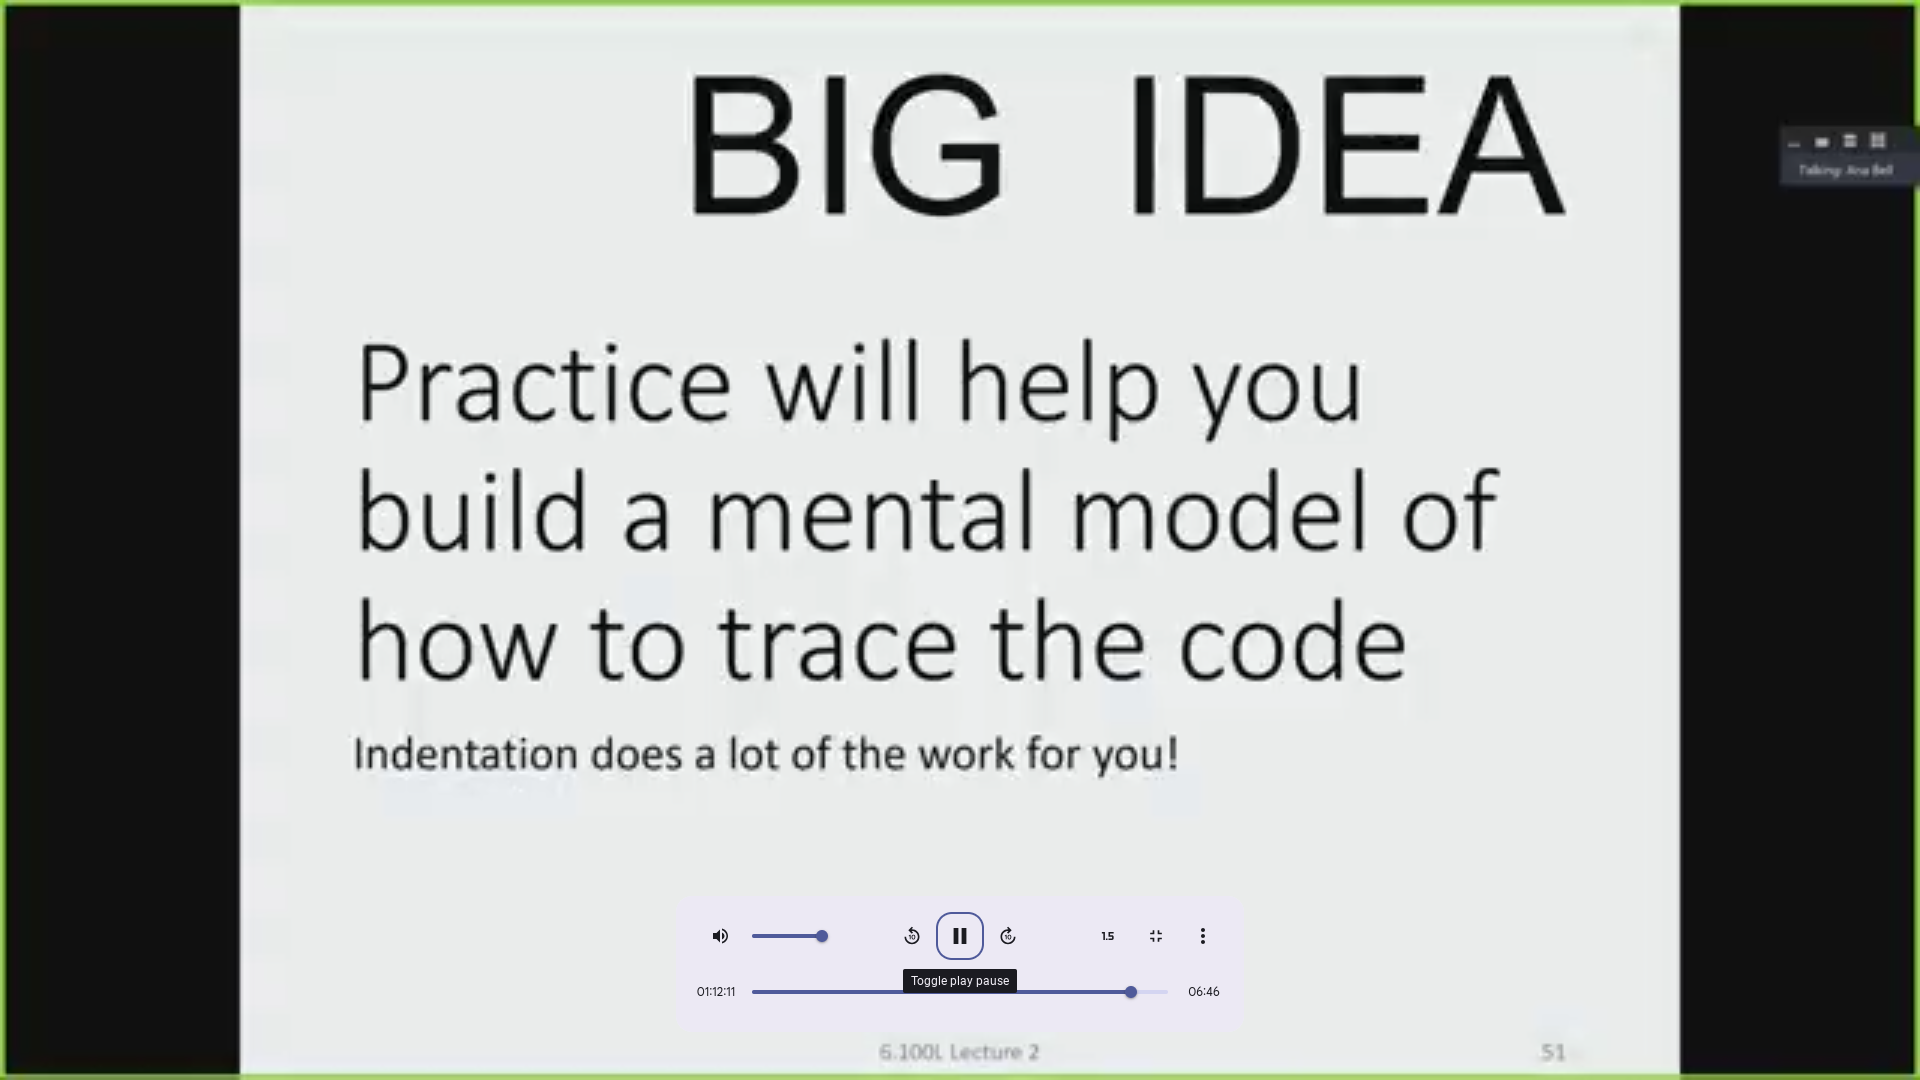 BIG IDEA
Talking: Ana Bell
Practice will help you
build a mental model of
how to trace the code
Indentation does a lot of the work for you!
10
10
1.5
Toggle play pause
01:12:11
06:46
6.100L Lecture 2
51